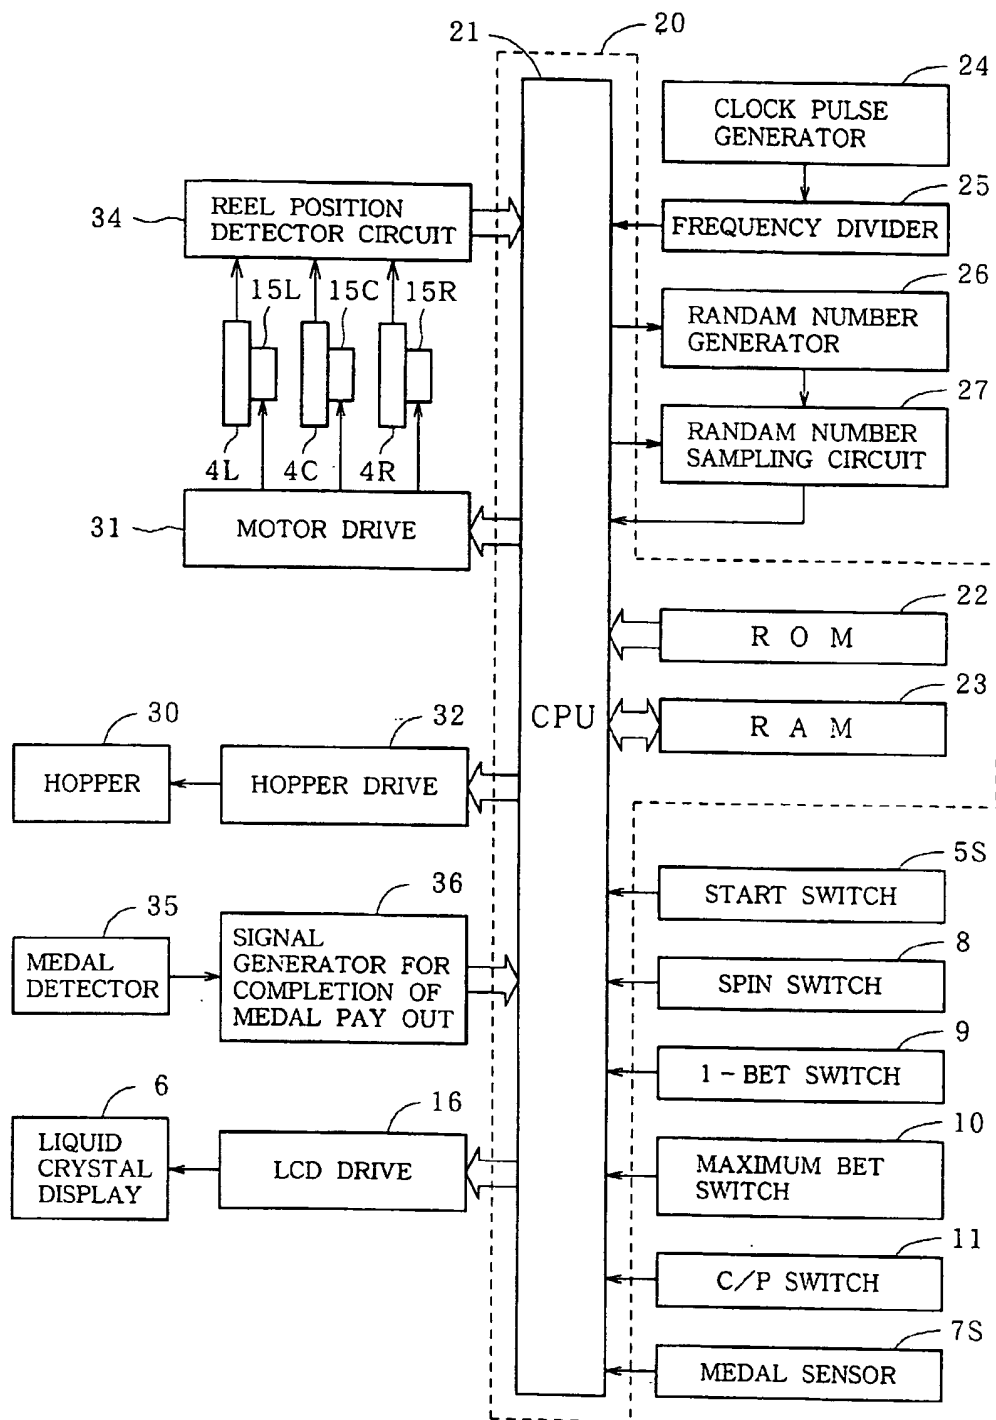 20
21
24
CLOCK PULSE
GENERATOR
25
FREQUENCY DIVIDER
34
REEL POSITION
DETECTOR CIRCUIT
26
RANDAM NUMBER
GENERATOR
15L
15C
15R
27
RANDAM NUMBER
SAMPLING CIRCUIT
4L
4C
4R
31
MOTOR DRIVE
22
R O M
23
R A M
CPU
30
HOPPER
32
HOPPER DRIVE
5S
START SWITCH
35
MEDAL
DETECTOR
36
SIGNAL
GENERATOR FOR
COMPLETION OF
MEDAL PAY OUT
8
SPIN SWITCH
9
1-BET SWITCH
6
LIQUID
CRYSTAL
DISPLAY
16
LCD DRIVE
10
MAXIMUM BET
SWITCH
11
C/P SWITCH
7S
MEDAL SENSOR